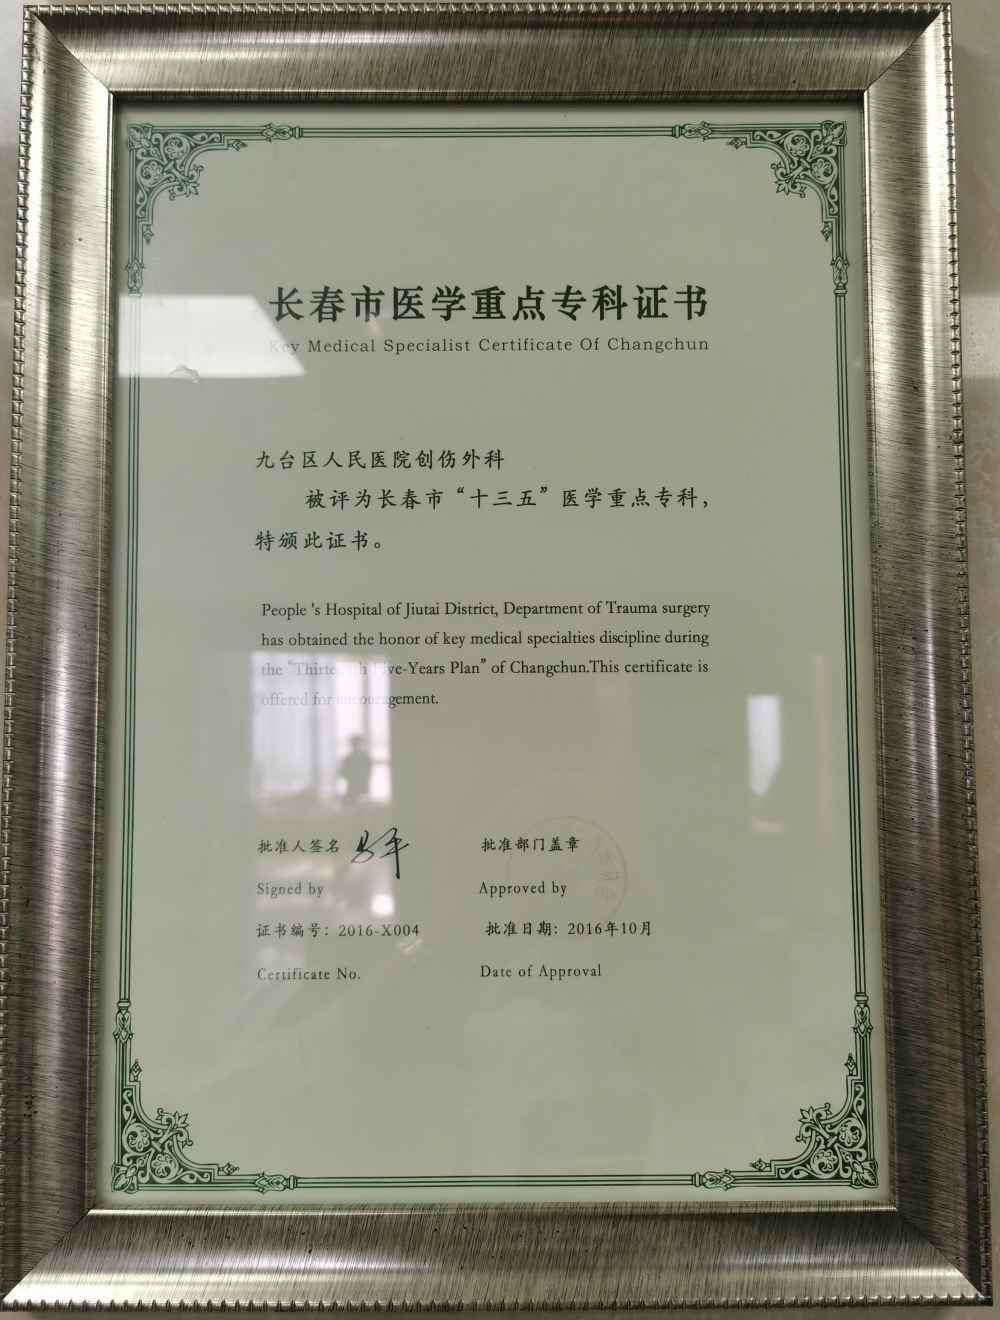 长春市医学重点专科证书
Key Medical Specialist Certificate Of Changchun
九台区人民医院创伤外科
被评为长春市“十三五”医学重点专科，
特颁此证书。
People 's Hospital of Jiutai District, Department of Trauma surgery
has obtained the honor of key medical specialties discipline during
the “Thirteenth Five-Years Plan” of Changchun.This certificate is
offered for encouragement.
批准人签名
批准部门盖章
Signed by
Approved by
证书编号：2016-X004
批准日期：2016年10月
Certificate No.
Date of Approval